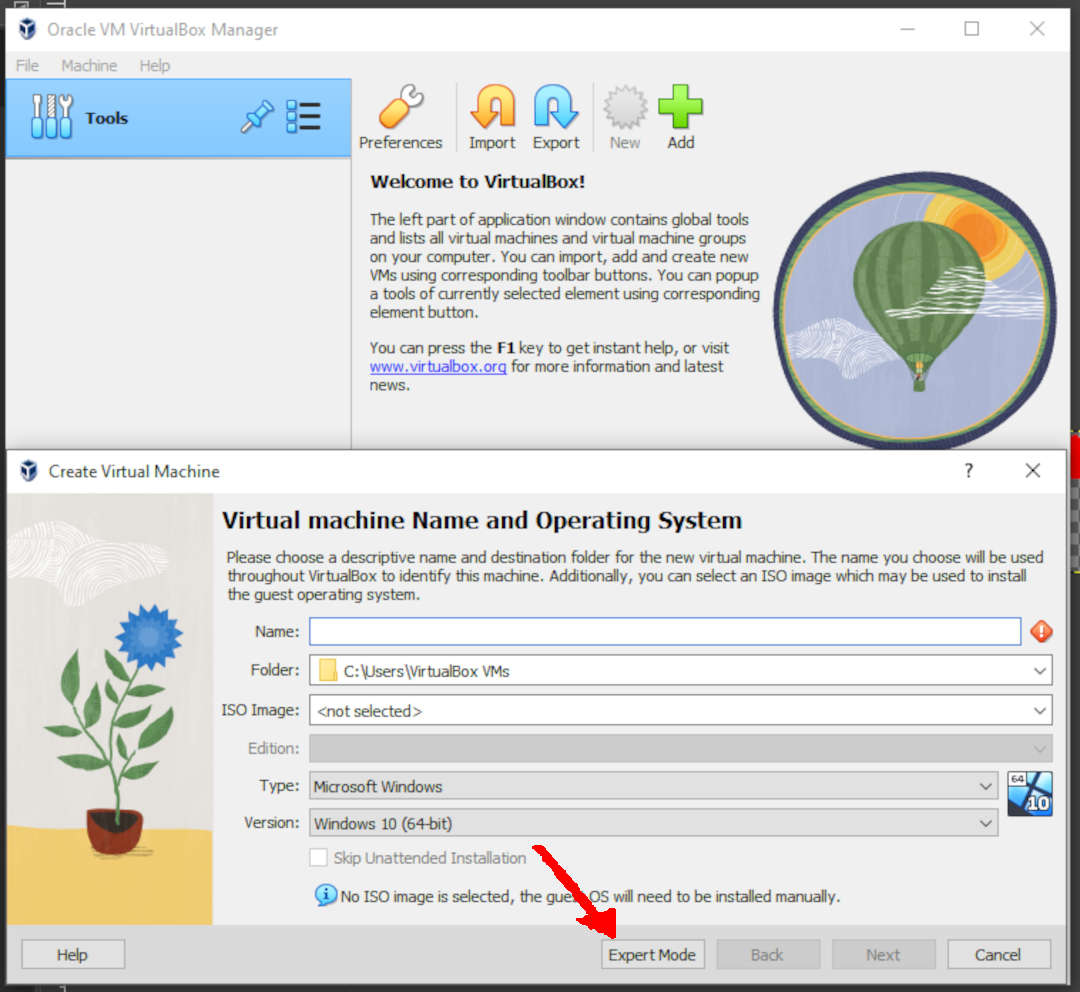 Oracle VM VirtualBox Manager
File Machine Help
Tools
Preferences Import Export New Add
Welcome to VirtualBox!
The left part of application window contains global tools
and lists all virtual machines and virtual machine groups
on your computer. You can import, add and create new
VMs using corresponding toolbar buttons. You can popup
a tools of currently selected element using corresponding
element button.
You can press the F1 key to get instant help, or visit
www.virtualbox.org for more information and latest
news.
Create Virtual Machine
?
Virtual machine Name and Operating System
Please choose a descriptive name and destination folder for the new virtual machine. The name you choose will be used
throughout VirtualBox to identify this machine. Additionally, you can select an ISO image which may be used to install
the guest operating system.
Name:
Folder: C:\Users\VirtualBox VMs
ISO Image: <not selected>
Edition:
Type: Microsoft Windows
64
10
Version: Windows 10 (64-bit)
Skip Unattended Installation
No ISO image is selected, the guest OS will need to be installed manually.
Help Expert Mode Back Next Cancel